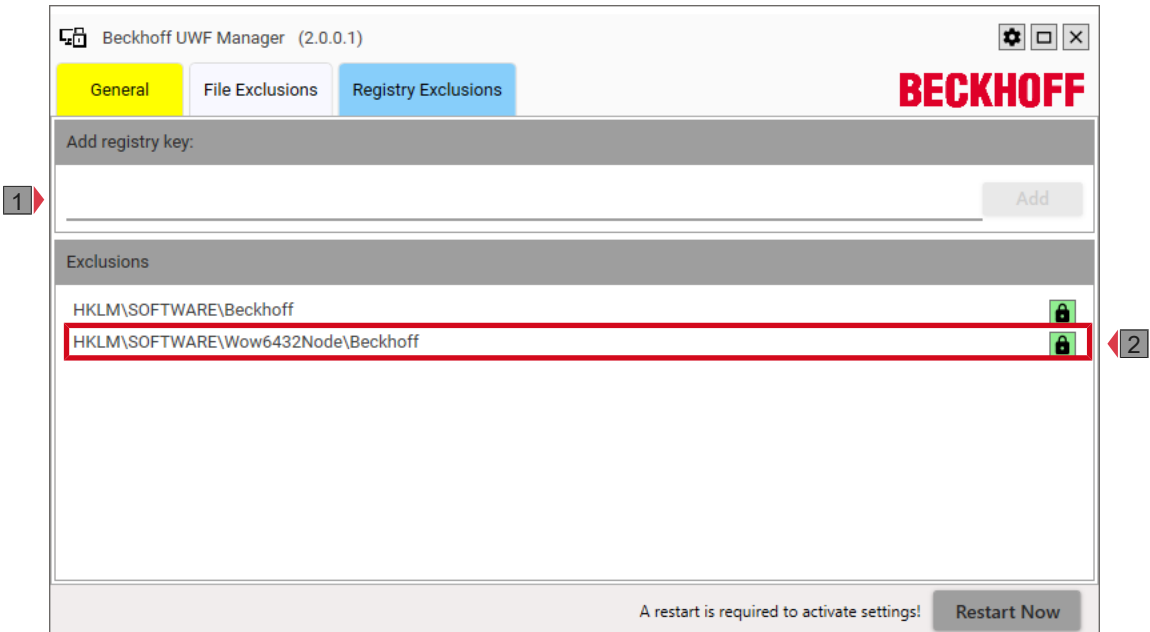 Beckhoff UWF Manager (2.0.0.1)
General File Exclusions Registry Exclusions BECKHOFF
Add registry key:
1 Add
Exclusions
HKLM\SOFTWARE\Beckhoff
HKLM\SOFTWARE\Wow6432Node\Beckhoff 2
A restart is required to activate settings! Restart Now